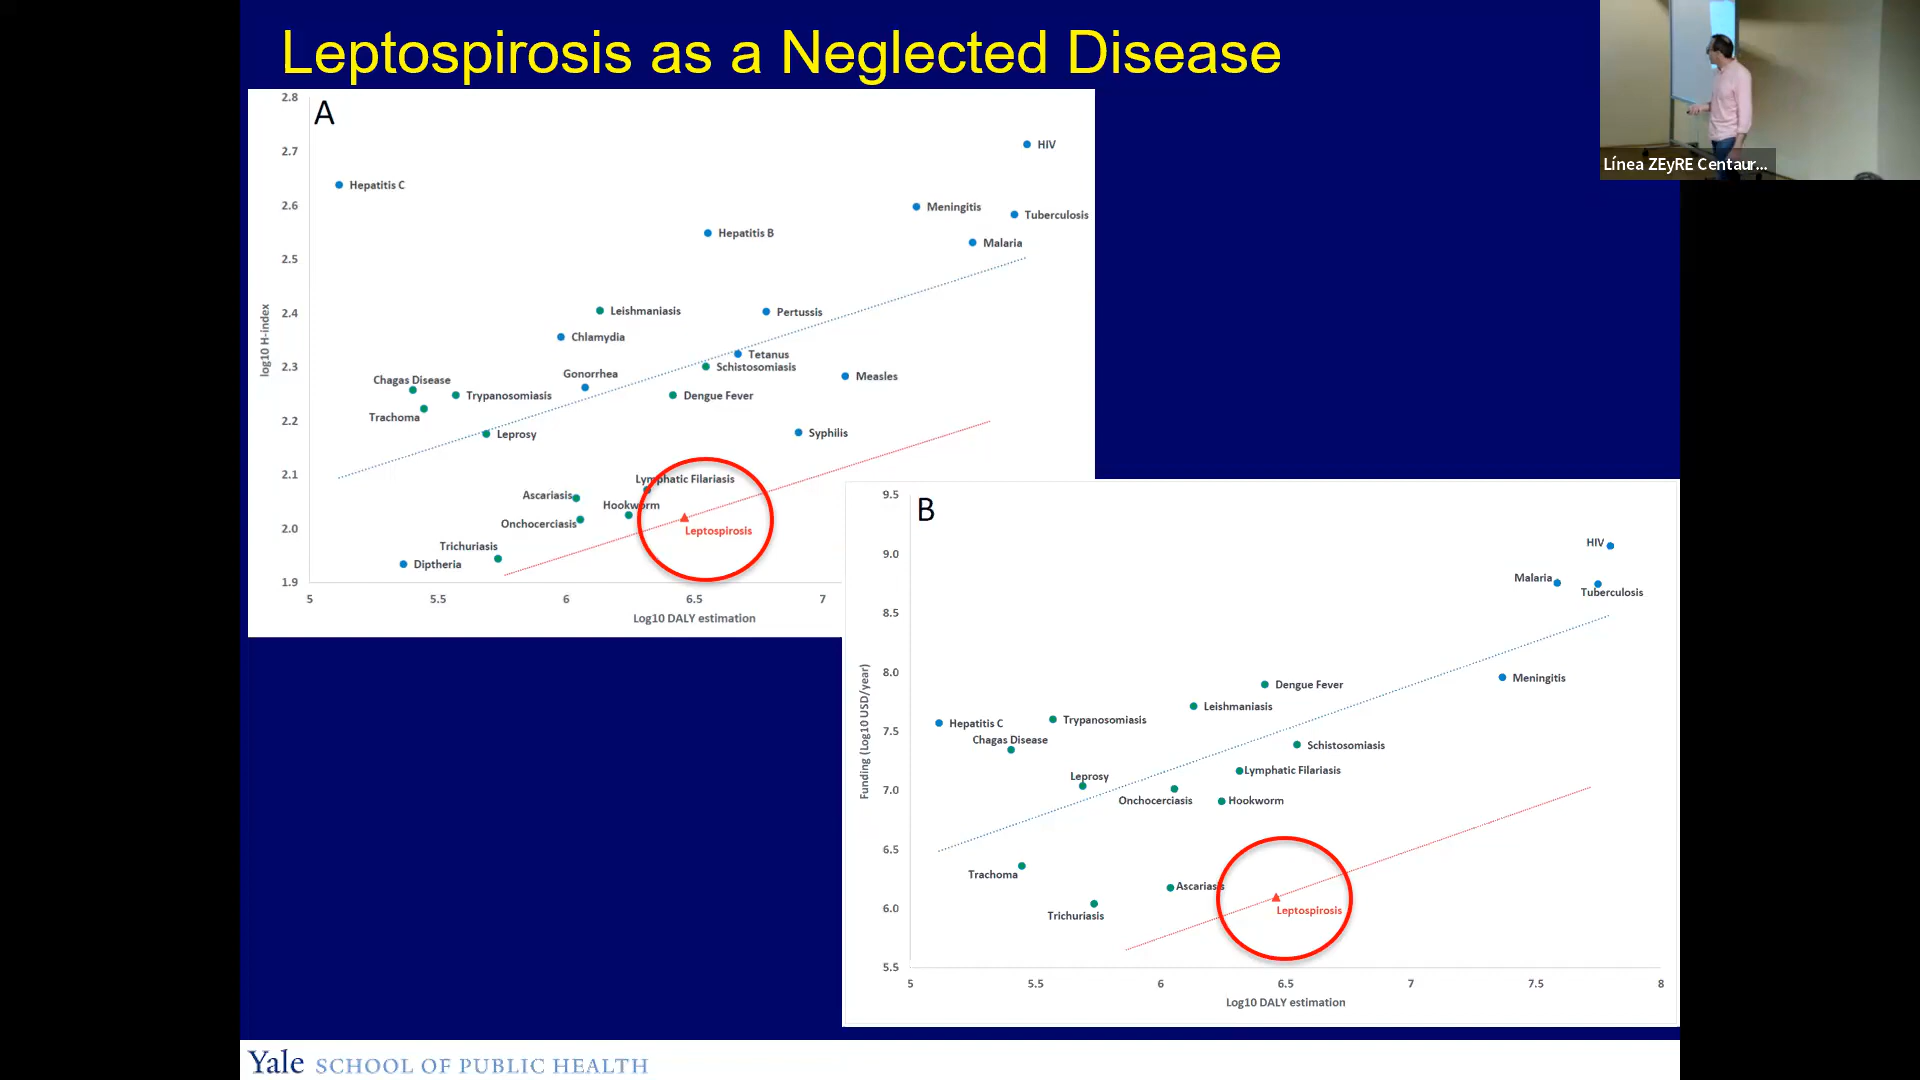 Leptospirosis as a Neglected Disease
Línea ZEyRE Centaur...
A
2.8
2.7
2.6
2.5
2.4
2.3
2.2
2.1
2.0
1.9
log10 H-index
HIV
Hepatitis C
Meningitis
Tuberculosis
Hepatitis B
Malaria
Leishmaniasis
Pertussis
Chlamydia
Tetanus
Schistosomiasis
Gonorrhea
Measles
Chagas Disease
Trypanosomiasis
Dengue Fever
Trachoma
Leprosy
Syphilis
Lymphatic Filariasis
Ascariasis
Hookworm
Onchocerciasis
Leptospirosis
Trichuriasis
Diptheria
5
5.5
6
6.5
7
Log10 DALY estimation
B
9.5
9.0
8.5
8.0
7.5
7.0
6.5
6.0
5.5
Funding (Log10 USD/year)
HIV
Malaria
Tuberculosis
Meningitis
Dengue Fever
Leishmaniasis
Trypanosomiasis
Hepatitis C
Chagas Disease
Schistosomiasis
Lymphatic Filariasis
Leprosy
Onchocerciasis
Hookworm
Trachoma
Ascariasis
Trichuriasis
Leptospirosis
5
5.5
6
6.5
7
7.5
8
Log10 DALY estimation
Yale SCHOOL OF PUBLIC HEALTH